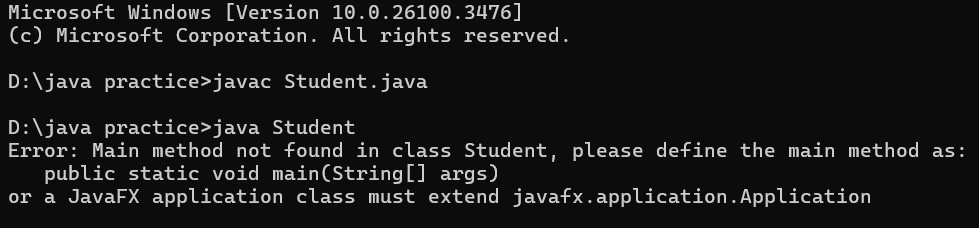 Microsoft Windows [Version 10.0.26100.3476]
(c) Microsoft Corporation. All rights reserved.
D:\java practice>javac Student.java
D:\java practice>java Student
Error: Main method not found in class Student, please define the main method as:
   public static void main(String[] args)
or a JavaFX application class must extend javafx.application.Application